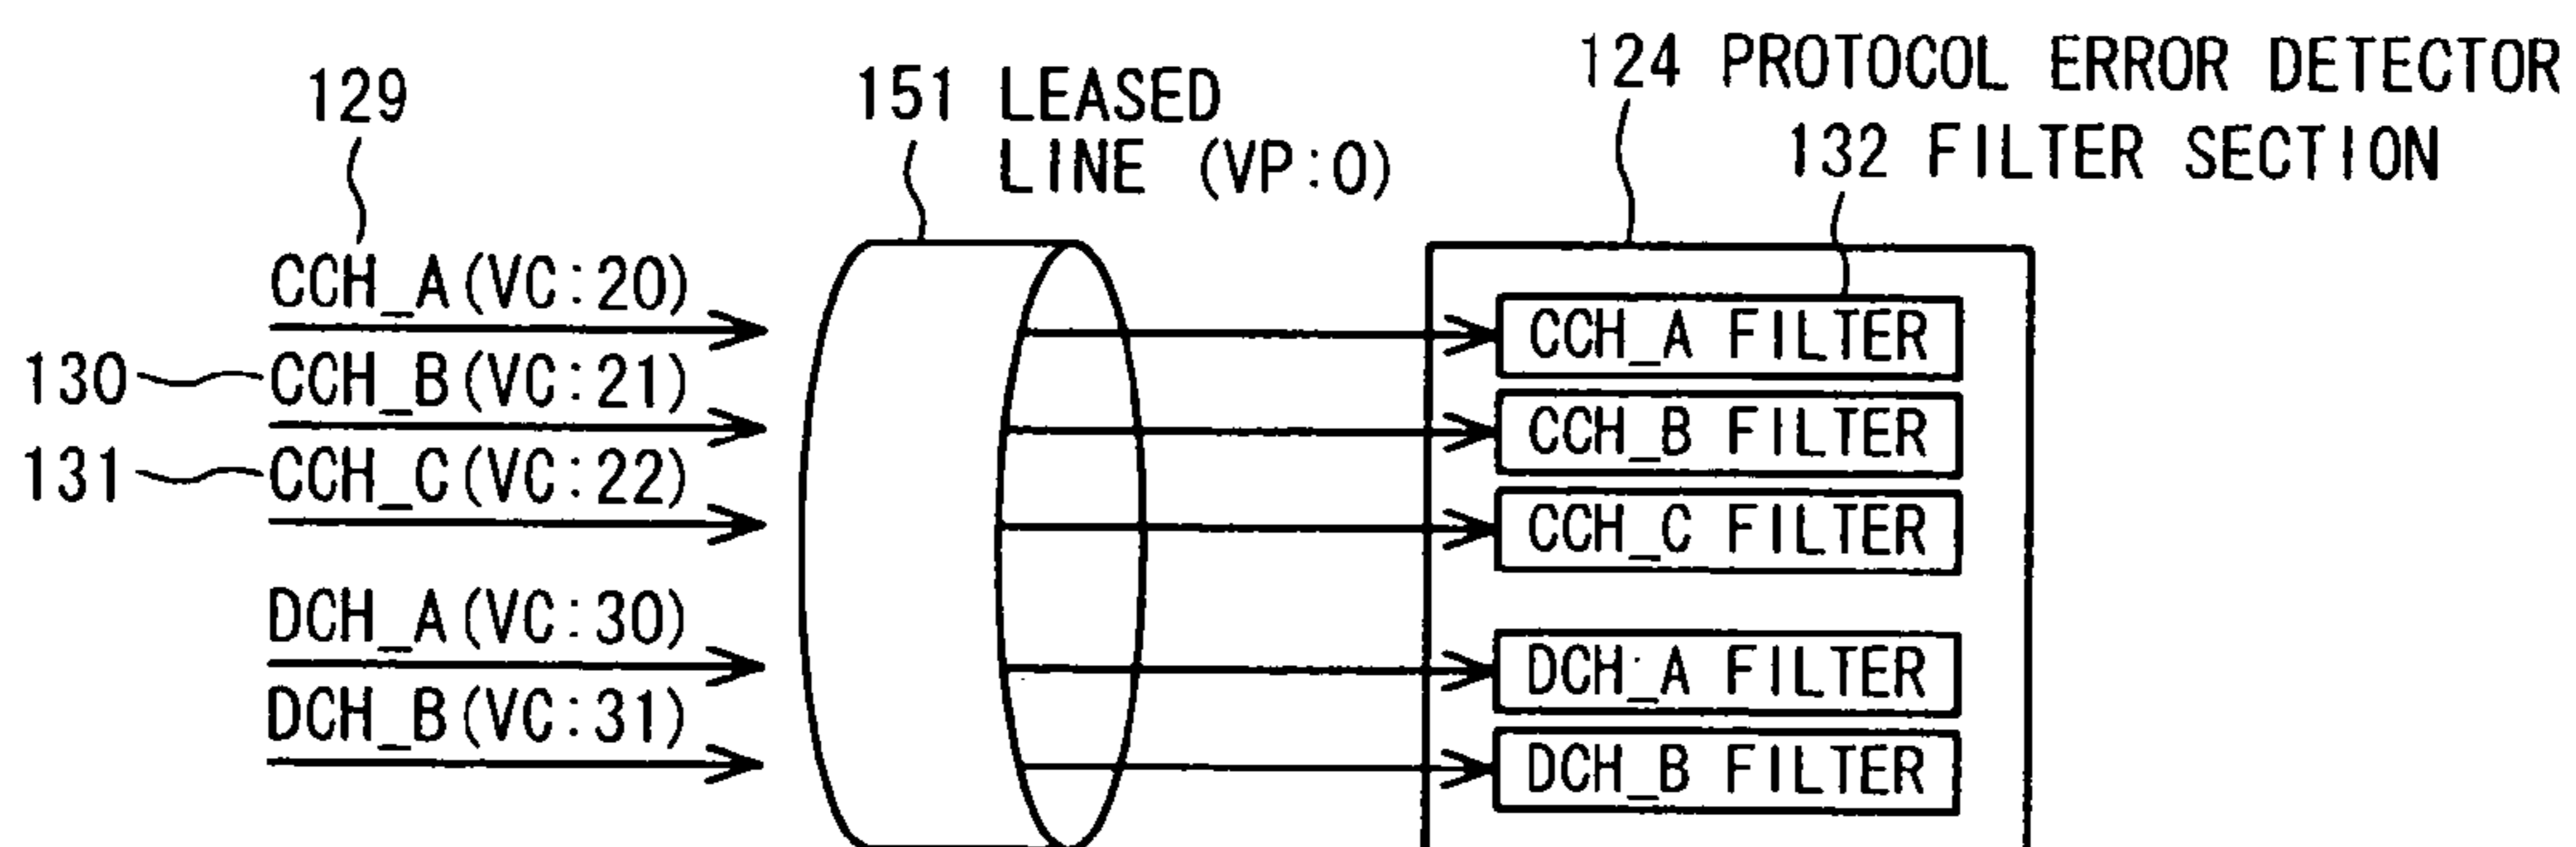 124 PROTOCOL ERROR DETECTOR
129
151 LEASED
LINE (VP:0)
132 FILTER SECTION
CCH_A(VC:20)
130
CCH_B(VC:21)
131
CCH_C(VC:22)
DCH_A(VC:30)
DCH_B(VC:31)
CCH_A FILTER
CCH_B FILTER
CCH_C FILTER
DCH_A FILTER
DCH_B FILTER